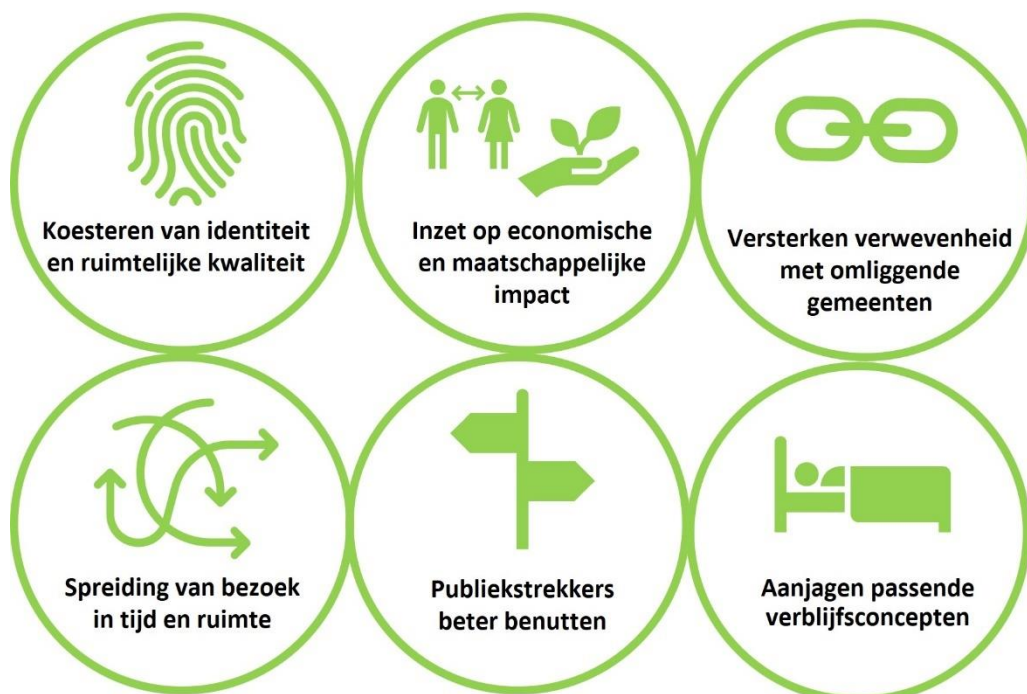 Koesteren van identiteit
en ruimtelijke kwaliteit
Inzet op economische
en maatschappelijke
impact
Versterken verwevenheid
met omliggende
gemeenten
Spreiding van bezoek
in tijd en ruimte
Publiekstrekkers
beter benutten
Aanjagen passende
verblijfsconcepten